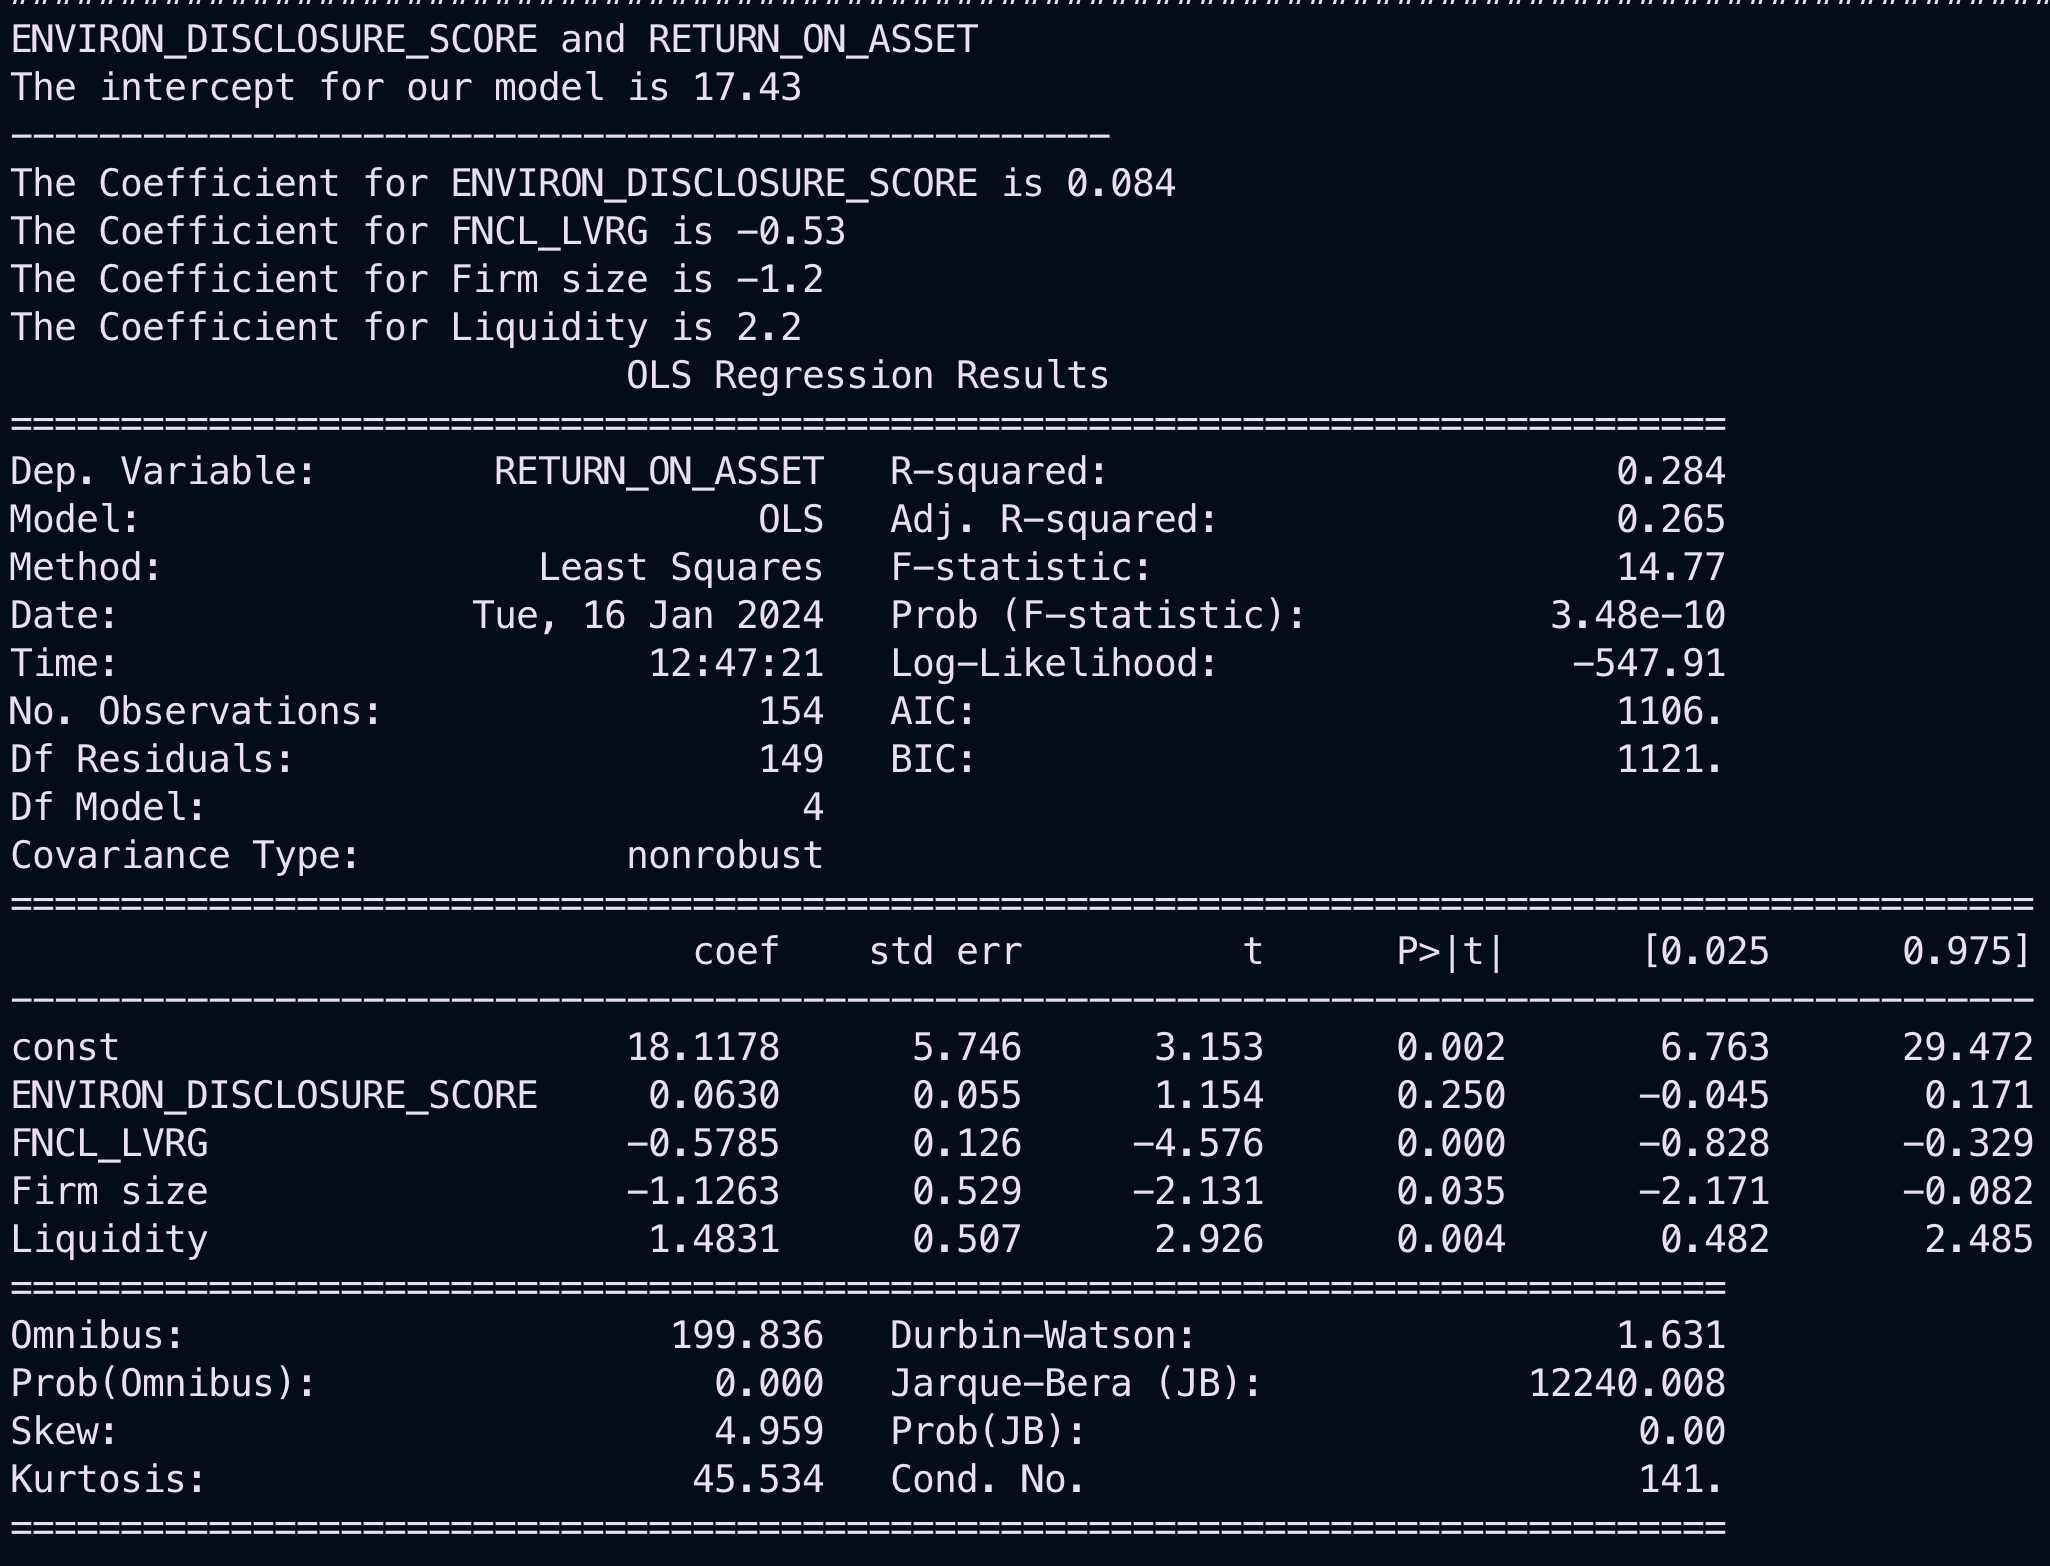 ENVIRON_DISCLOSURE_SCORE and RETURN_ON_ASSET
The intercept for our model is 17.43
--------------------------------------------------
The Coefficient for ENVIRON_DISCLOSURE_SCORE is 0.084
The Coefficient for FNCL_LVRG is -0.53
The Coefficient for Firm size is -1.2
The Coefficient for Liquidity is 2.2
OLS Regression Results
==============================================================================
Dep. Variable: RETURN_ON_ASSET R-squared: 0.284
Model: OLS Adj. R-squared: 0.265
Method: Least Squares F-statistic: 14.77
Date: Tue, 16 Jan 2024 Prob (F-statistic): 3.48e-10
Time: 12:47:21 Log-Likelihood: -547.91
No. Observations: 154 AIC: 1106.
Df Residuals: 149 BIC: 1121.
Df Model: 4
Covariance Type: nonrobust
============================================================================================
coef std err t P>|t| [0.025 0.975]
--------------------------------------------------------------------------------------------
const 18.1178 5.746 3.153 0.002 6.763 29.472
ENVIRON_DISCLOSURE_SCORE 0.0630 0.055 1.154 0.250 -0.045 0.171
FNCL_LVRG -0.5785 0.126 -4.576 0.000 -0.828 -0.329
Firm size -1.1263 0.529 -2.131 0.035 -2.171 -0.082
Liquidity 1.4831 0.507 2.926 0.004 0.482 2.485
==============================================================================
Omnibus: 199.836 Durbin-Watson: 1.631
Prob(Omnibus): 0.000 Jarque-Bera (JB): 12240.008
Skew: 4.959 Prob(JB): 0.00
Kurtosis: 45.534 Cond. No. 141.
==============================================================================